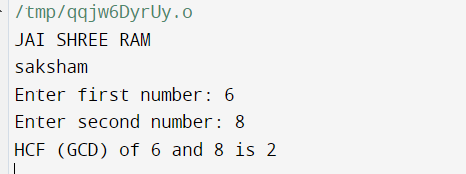 /tmp/qqjw6DyrUy.o
JAI SHREE RAM
saksham
Enter first number: 6
Enter second number: 8
HCF (GCD) of 6 and 8 is 2